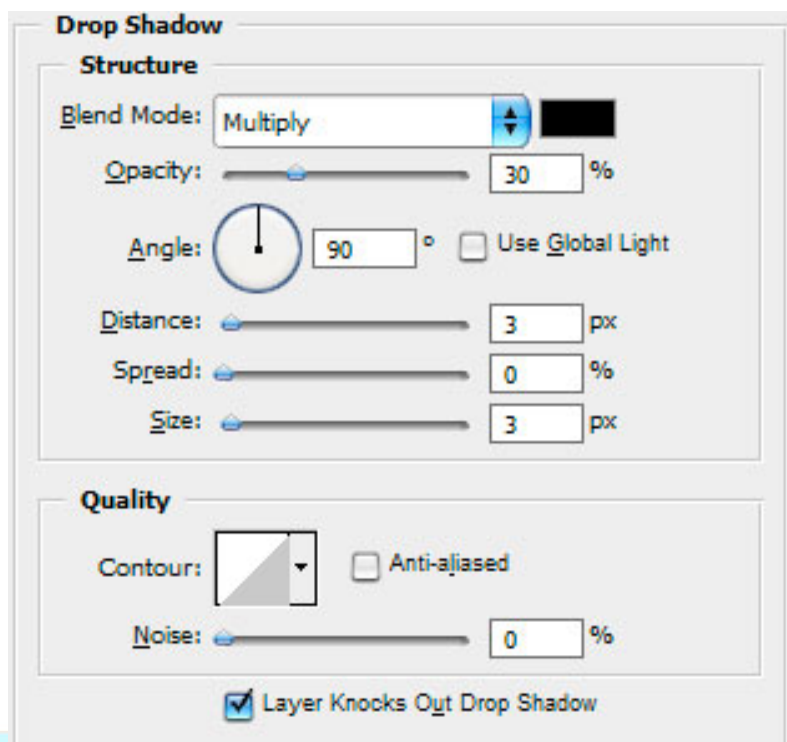 Drop Shadow
Structure
Blend Mode: Multiply
Opacity: 30 %
Angle: 90 ° Use Global Light
Distance: 3 px
Spread: 0 %
Size: 3 px
Quality
Contour: Anti-aliased
Noise: 0 %
Layer Knocks Out Drop Shadow